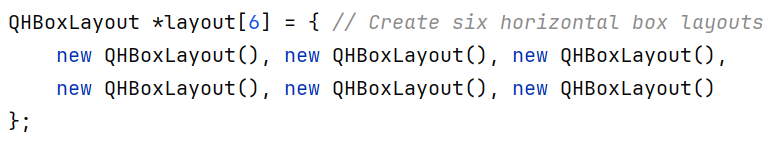 QHBoxLayout *layout[6] = { // Create six horizontal box layouts
    new QHBoxLayout(), new QHBoxLayout(), new QHBoxLayout(),
    new QHBoxLayout(), new QHBoxLayout(), new QHBoxLayout()
};